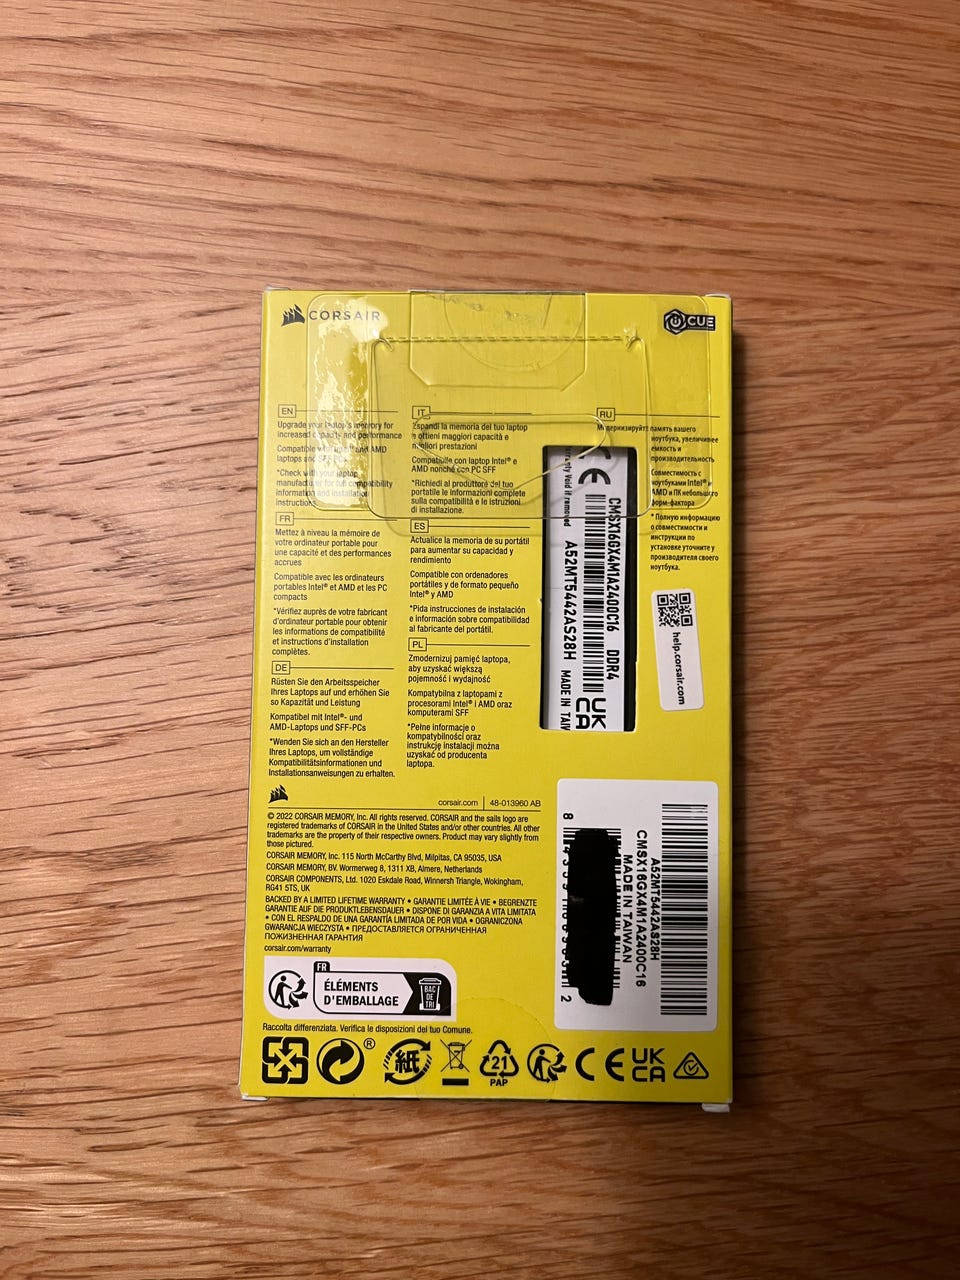 CORSAIR
iCUE
EN
Upgrade your laptop's memory for
increased capacity and performance
Compatible with Intel® and AMD
laptops and SFF PCs
*Check with your laptop
manufacturer for full compatibility
information and installation
instructions.
FR
Mettez à niveau la mémoire de
votre ordinateur portable pour
une capacité et des performances
accrues
Compatible avec les ordinateurs
portables Intel® et AMD et les PC
compacts
*Vérifiez auprès de votre fabricant
d'ordinateur portable pour obtenir
les informations de compatibilité
et instructions d'installation
complètes.
DE
Rüsten Sie den Arbeitsspeicher
Ihres Laptops auf und erhöhen Sie
so Kapazität und Leistung
Kompatibel mit Intel®- und
AMD-Laptops und SFF-PCs
*Wenden Sie sich an den Hersteller
Ihres Laptops, um vollständige
Kompatibilitätsinformationen und
Installationsanweisungen zu erhalten.
IT
Espandi la memoria del tuo laptop
e ottieni maggiori capacità e
migliori prestazioni
Compatibile con laptop Intel® e
AMD nonché con PC SFF
*Richiedi al produttore del tuo
portatile le informazioni complete
sulla compatibilità e le istruzioni
di installazione.
ES
Actualice la memoria de su portátil
para aumentar su capacidad y
rendimiento
Compatible con ordenadores
portátiles y de formato pequeño
Intel® y AMD
*Pida instrucciones de instalación
e información sobre compatibilidad
al fabricante del portátil.
PL
Zmodernizuj pamięć laptopa,
aby uzyskać większą
pojemność i wydajność
Kompatybilna z laptopami z
procesorami Intel® i AMD oraz
komputerami SFF
*Pełne informacje o
kompatybilności oraz
instrukcję instalacji można
uzyskać od producenta
laptopa.
RU
Модернизируйте память вашего
ноутбука, увеличивее
емкость и
производительность
Совместимость с
ноутбуками Intel® и
AMD и ПК небольшого
форм-фактора
* Полную информацию
о совместимости и
инструкции по
установке уточните у
производителя своего
ноутбука.
CE
CMSX16GX4M1A2400C16 DDR4
A52MT5442AS28H MADE IN TAIW
ranty Void if removed
UK
CA
help.corsair.com
corsair.com | 48-013960 AB
© 2022 CORSAIR MEMORY, Inc. All rights reserved. CORSAIR and the sails logo are
registered trademarks of CORSAIR in the United States and/or other countries. All other
trademarks are the property of their respective owners. Product may vary slightly from
those pictured.
CORSAIR MEMORY, Inc. 115 North McCarthy Blvd, Milpitas, CA 95035, USA
CORSAIR MEMORY, BV. Wormerweg 8, 1311 XB, Almere, Netherlands
CORSAIR COMPONENTS, Ltd. 1020 Eskdale Road, Winnersh Triangle, Wokingham,
RG41 5TS, UK
BACKED BY A LIMITED LIFETIME WARRANTY • GARANTIE LIMITÉE À VIE • BEGRENZTE
GARANTIE AUF DIE PRODUKTLEBENSDAUER • DISPONE DI GARANZIA A VITA LIMITATA
• CON EL RESPALDO DE UNA GARANTÍA LIMITADA DE POR VIDA • OGRANICZONA
GWARANCJA WIECZYSTA • ПРЕДОСТАВЛЯЕТСЯ ОГРАНИЧЕННАЯ
ПОЖИЗНЕННАЯ ГАРАНТИЯ
corsair.com/warranty
A52MT5442AS28H
CMSX16GX4M1A2400C16
MADE IN TAIWAN
FR
ÉLÉMENTS
D'EMBALLAGE
BAC
DE
TRI
Raccolta differenziata. Verifica le disposizioni del tuo Comune.
®
紙
21
PAP
CE
UK
CA